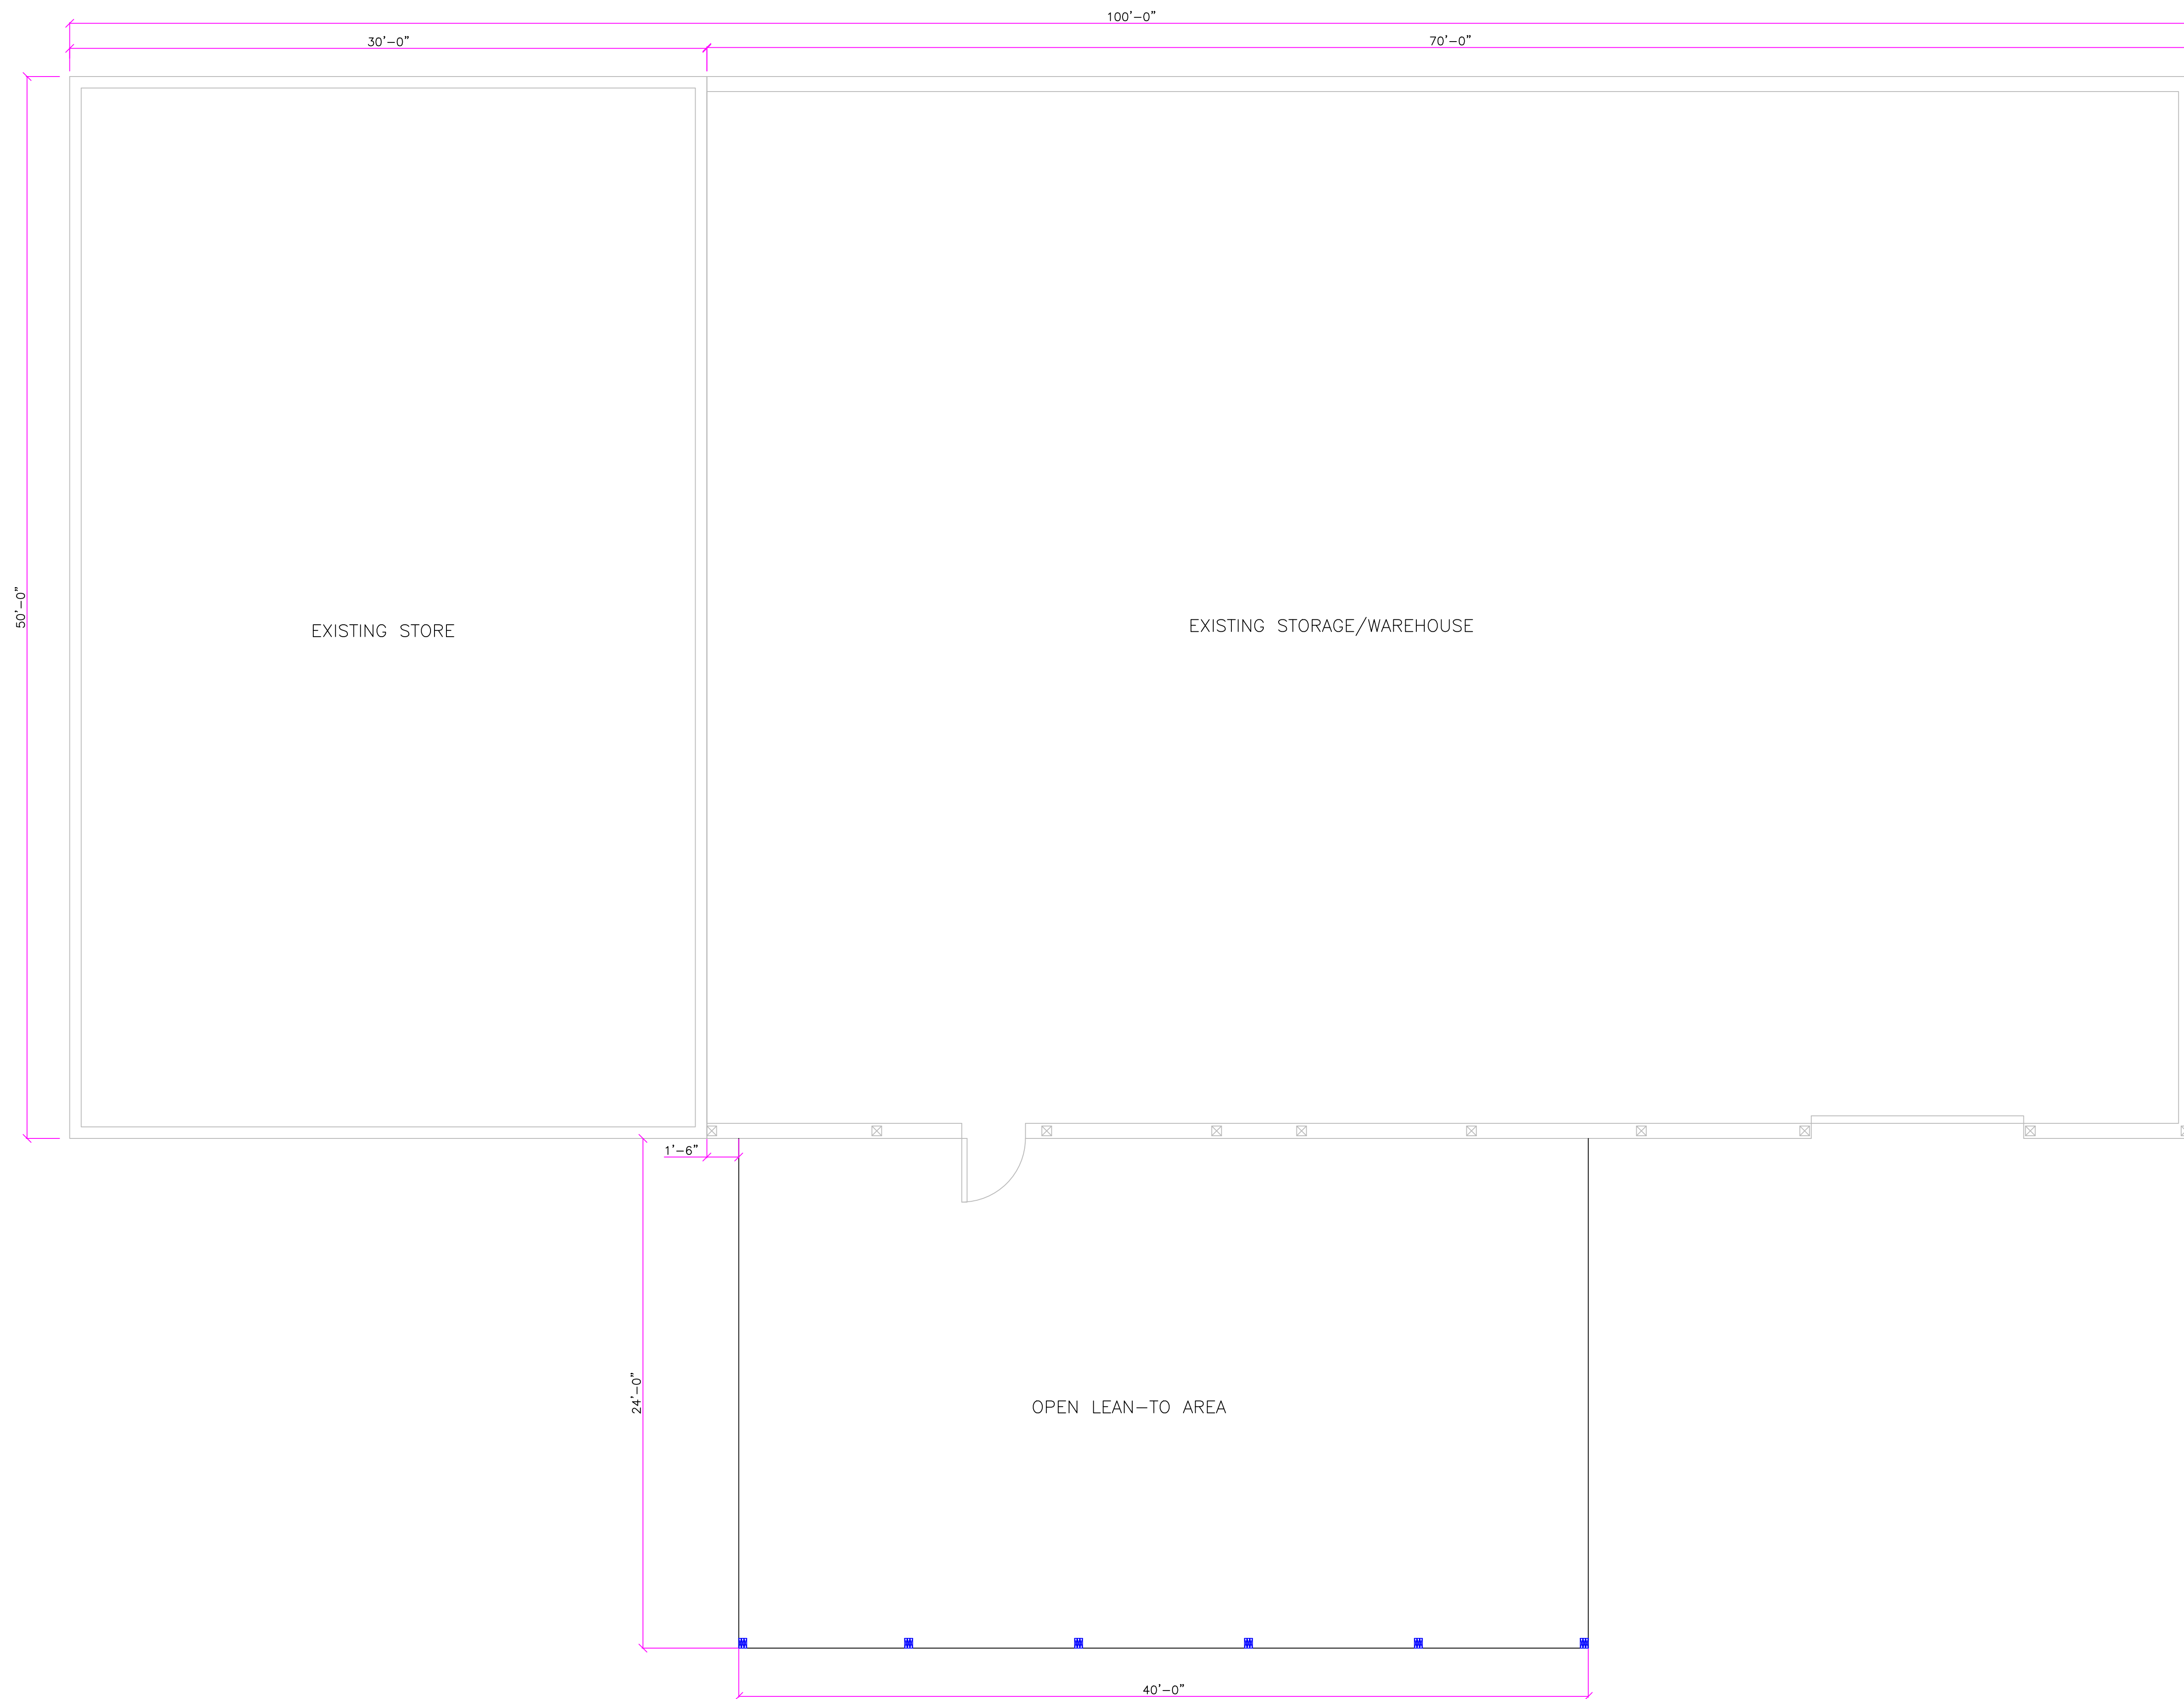 100'-0"
30'-0"
70'-0"
50'-0"
EXISTING STORE
EXISTING STORAGE/WAREHOUSE
1'-6"
24'-0"
OPEN LEAN-TO AREA
40'-0"